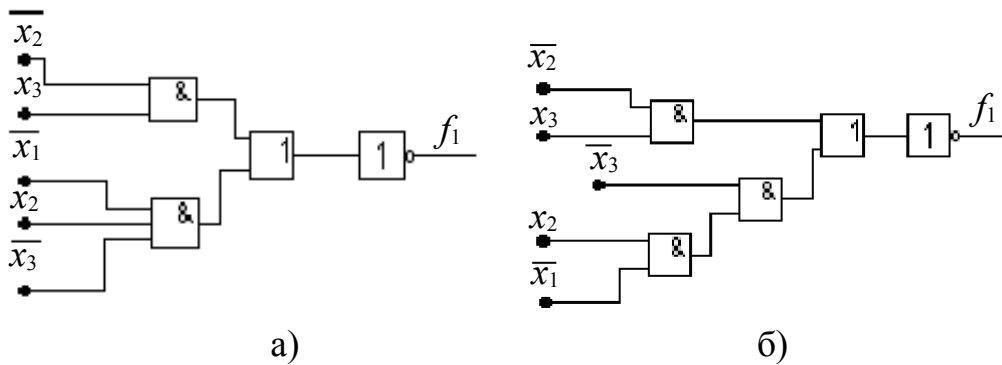 x̅₂
x₃
x̅₁
x₂
x̅₃
&
&
1
1
f₁
а)
x̅₂
x₃
x̅₃
x₂
x̅₁
&
&
&
1
1
f₁
б)